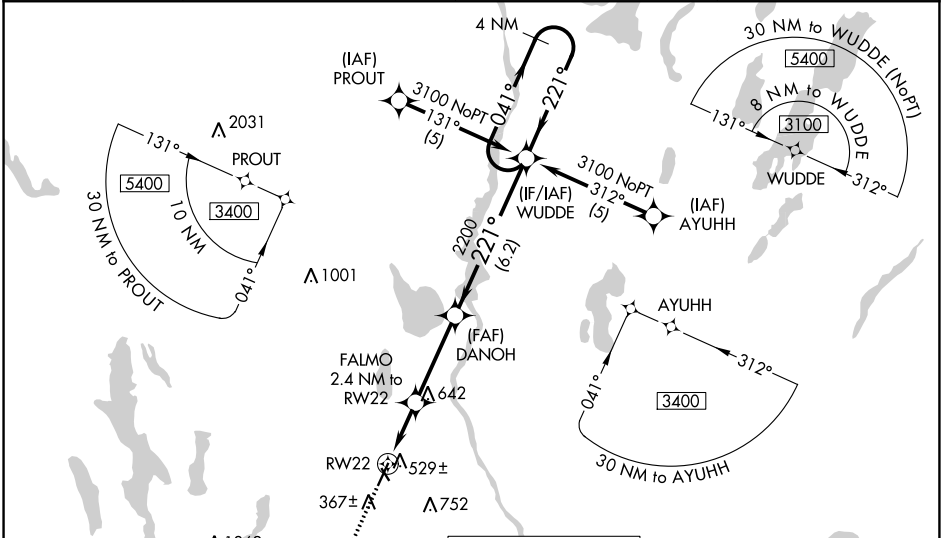 4 NM
041°
221°
(IAF)
PROUT
3100 NoPT
131°
(5)
3100 NoPT
312°
(5)
(IAF)
AYUHH
(IF/IAF)
WUDDE
2200
221°
(6.2)
(FAF)
DANOH
FALMO
2.4 NM to
RW22
642
RW22
529±
367±
752
1001
2031
131°
PROUT
5400
3400
10 NM
30 NM to PROUT
041°
30 NM to WUDDE (NoPT)
5400
8 NM to WUDDE
3100
131°
WUDDE
312°
AYUHH
041°
312°
3400
30 NM to AYUHH